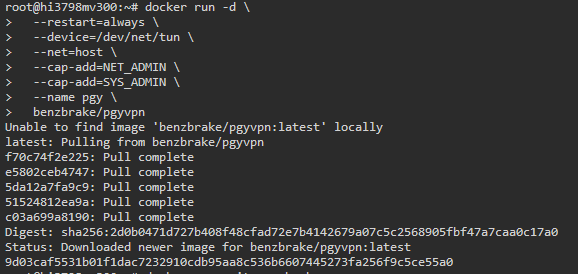 root@hi3798mv300:~# docker run -d \
>   --restart=always \
>   --device=/dev/net/tun \
>   --net=host \
>   --cap-add=NET_ADMIN \
>   --cap-add=SYS_ADMIN \
>   --name pgy \
>   benzbrake/pgyvpn
Unable to find image 'benzbrake/pgyvpn:latest' locally
latest: Pulling from benzbrake/pgyvpn
f70c74f2e225: Pull complete
e5802ceb4747: Pull complete
5da12a7fa9c9: Pull complete
51524812ea9a: Pull complete
c03a699a8190: Pull complete
Digest: sha256:2d0b0471d727b408f48cfad72e7b4142679a07c5c2568905fbf47a7caa0c17a0
Status: Downloaded newer image for benzbrake/pgyvpn:latest
9d03caf5531b01f1dac7232910cdb95aa8c536b6607445273fa256f9c5ce55a0